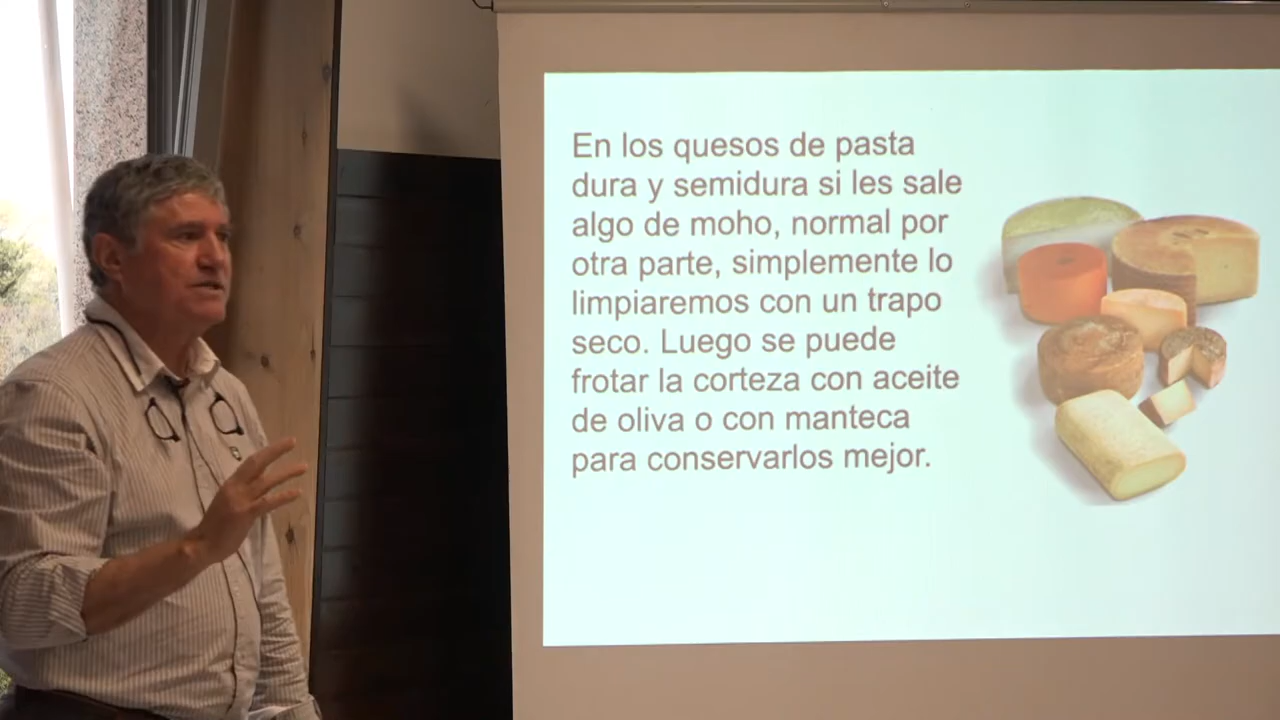 En los quesos de pasta
dura y semidura si les sale
algo de moho, normal por
otra parte, simplemente lo
limpiaremos con un trapo
seco. Luego se puede
frotar la corteza con aceite
de oliva o con manteca
para conservarlos mejor.